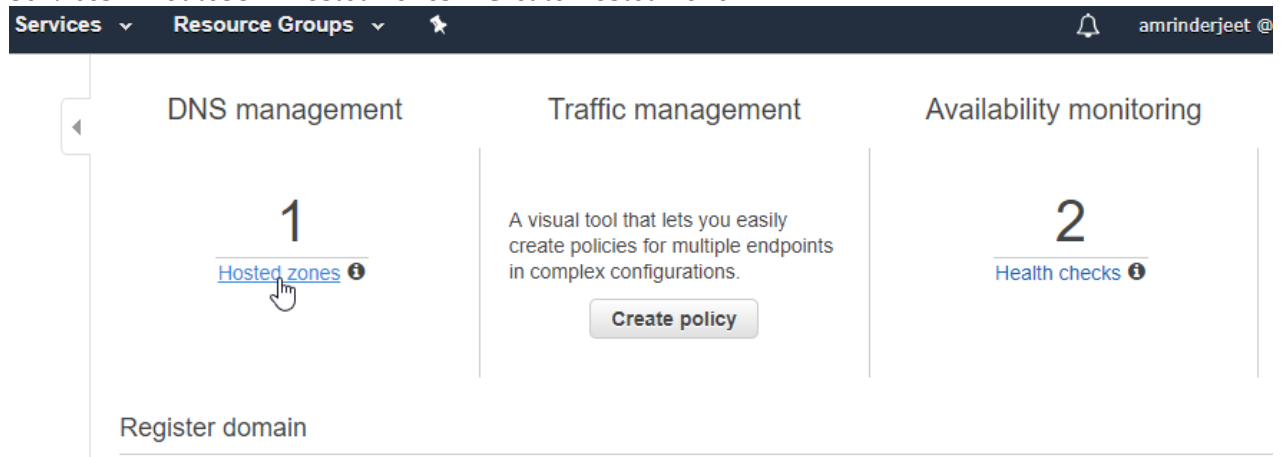 Services Resource Groups amrinderjeet @
DNS management Traffic management Availability monitoring
1
Hosted zones
A visual tool that lets you easily
create policies for multiple endpoints
in complex configurations.
Create policy
2
Health checks
Register domain